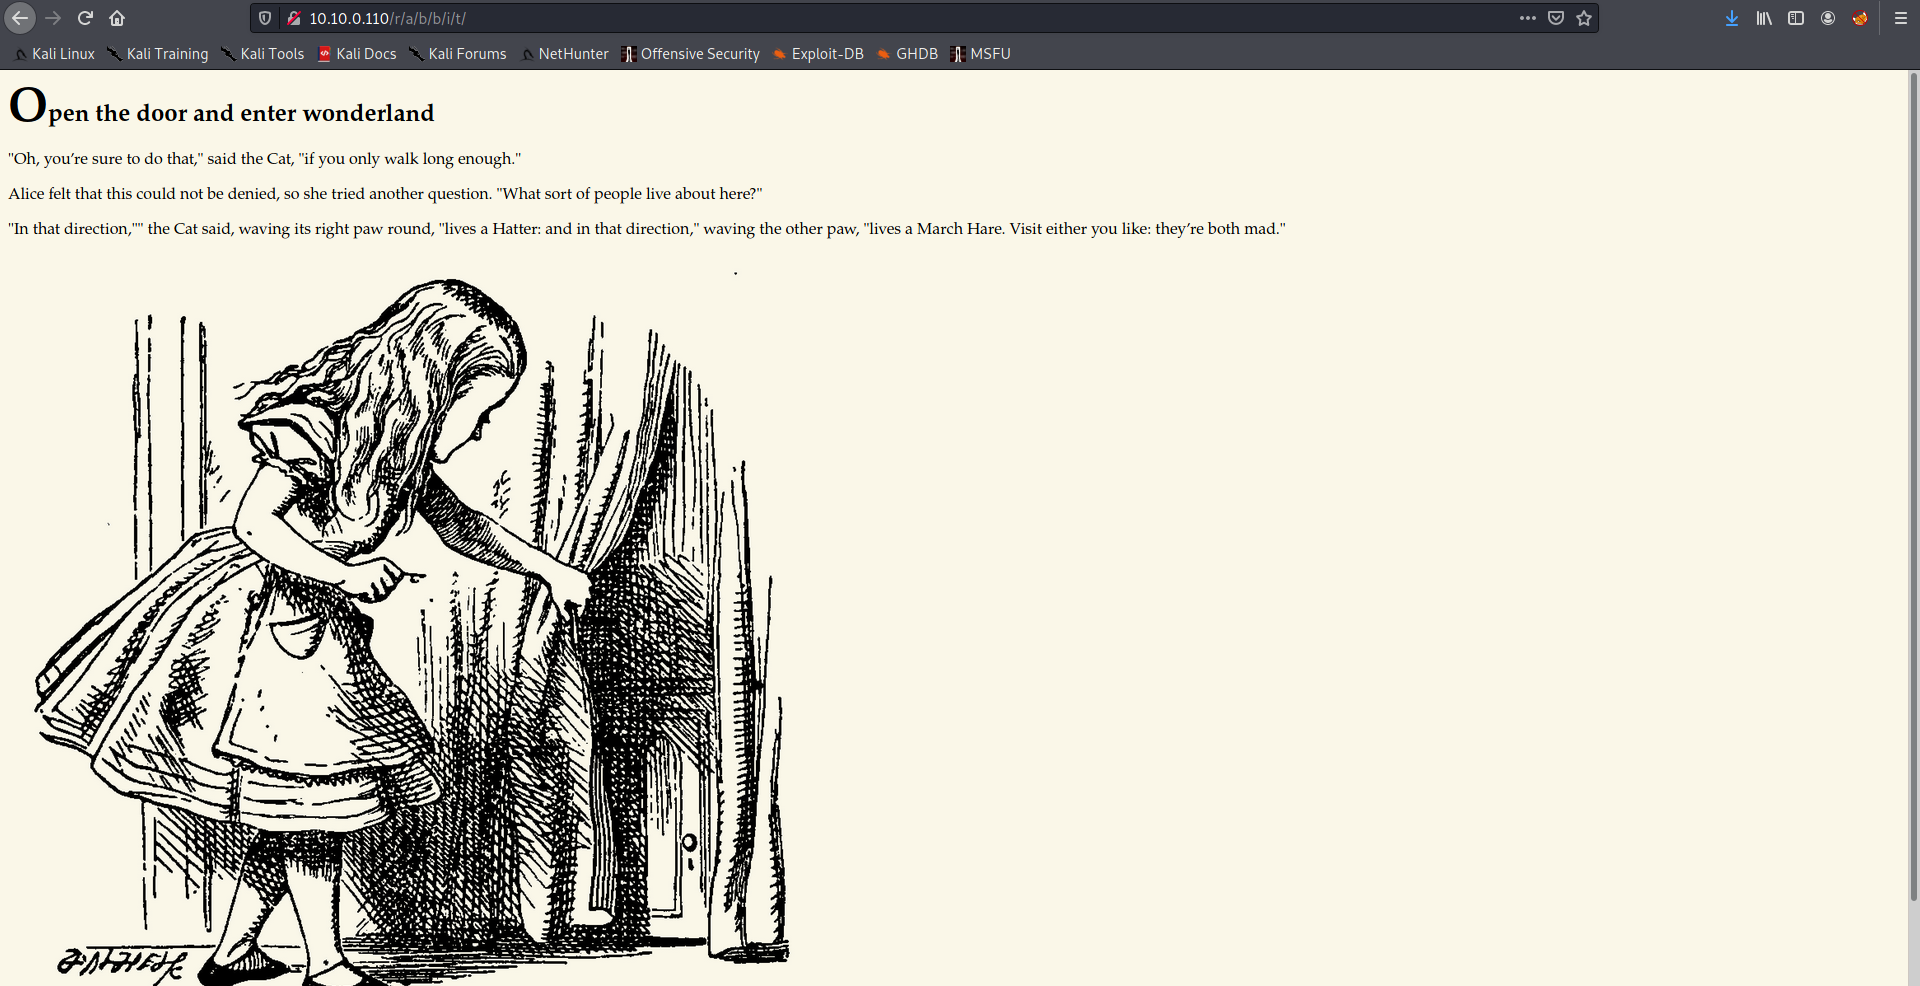 10.10.0.110/r/a/b/b/i/t/
Kali Linux Kali Training Kali Tools Kali Docs Kali Forums NetHunter Offensive Security Exploit-DB GHDB MSFU
Open the door and enter wonderland
"Oh, you’re sure to do that," said the Cat, "if you only walk long enough."
Alice felt that this could not be denied, so she tried another question. "What sort of people live about here?"
"In that direction,"" the Cat said, waving its right paw round, "lives a Hatter: and in that direction," waving the other paw, "lives a March Hare. Visit either you like: they’re both mad."